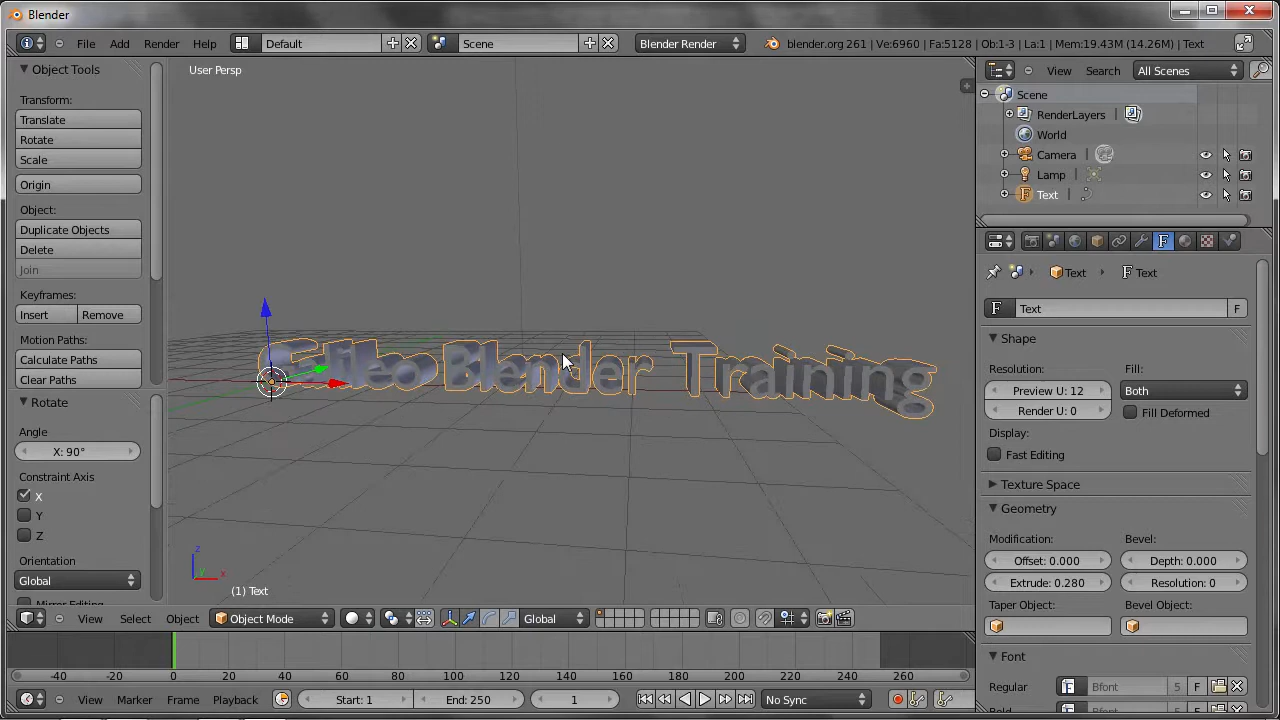 Blender
File Add Render Help Default Scene Blender Render blender.org 261 | Ve:6960 | Fa:5128 | Ob:1-3 | La:1 | Mem:19.43M (14.26M) | Text
Object Tools
Transform:
Translate
Rotate
Scale
Origin
Object:
Duplicate Objects
Delete
Join
Keyframes:
Insert Remove
Motion Paths:
Calculate Paths
Clear Paths
Rotate
Angle
X: 90°
Constraint Axis
X
Y
Z
Orientation
Global
Mirror Editing
User Persp
Blender Training
z
y
x
(1) Text
View Select Object Object Mode Global
-40 -20 0 20 40 60 80 100 120 140 160 180 200 220 240 260
View Marker Frame Playback Start: 1 End: 250 1 No Sync
View Search All Scenes
Scene
RenderLayers
World
Camera
Lamp
Text
Text Text
F Text F
Shape
Resolution: Fill:
Preview U: 12 Both
Render U: 0 Fill Deformed
Display:
Fast Editing
Texture Space
Geometry
Modification: Bevel:
Offset: 0.000 Depth: 0.000
Extrude: 0.280 Resolution: 0
Taper Object: Bevel Object:
Font
Regular Bfont 5 F
Bold Bfont 5 F